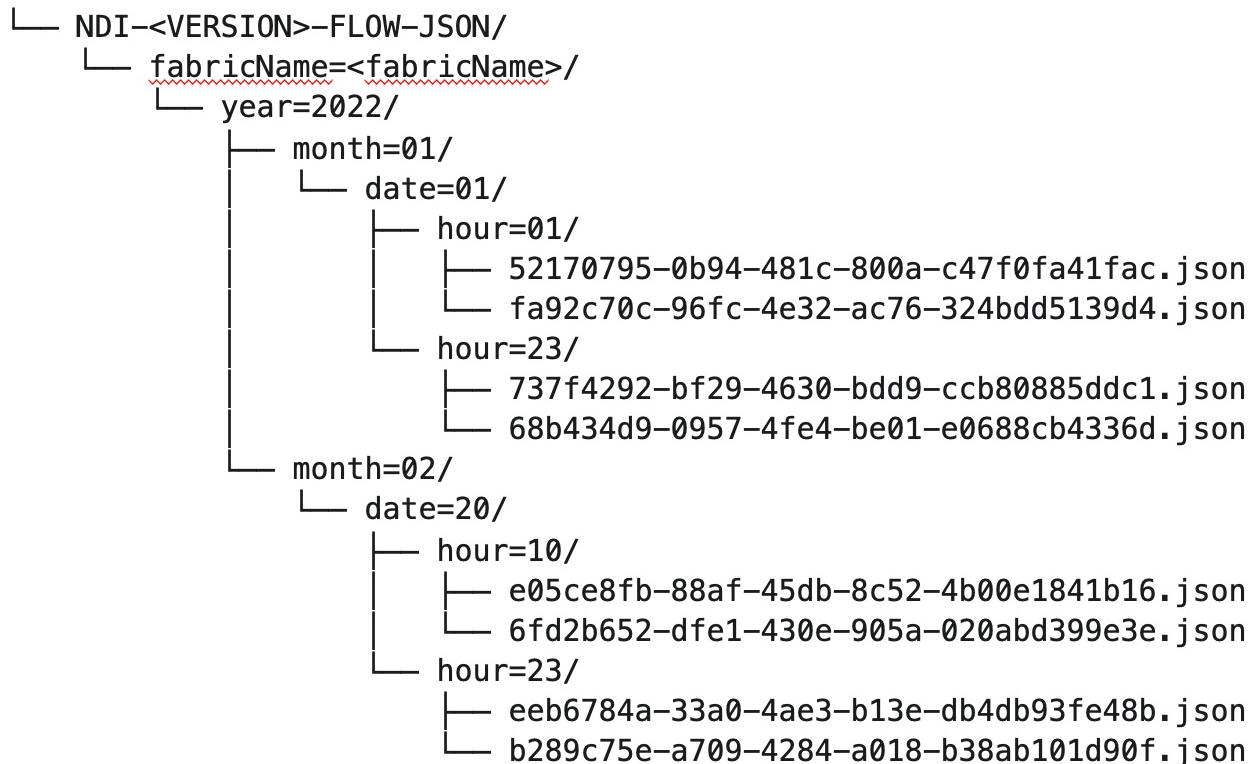 └── NDI-<VERSION>-FLOW-JSON/
    └── fabricName=<fabricName>/
        └── year=2022/
            ├── month=01/
            │   └── date=01/
            │       ├── hour=01/
            │       │   ├── 52170795-0b94-481c-800a-c47f0fa41fac.json
            │       │   └── fa92c70c-96fc-4e32-ac76-324bdd5139d4.json
            │       └── hour=23/
            │           ├── 737f4292-bf29-4630-bdd9-ccb80885ddc1.json
            │           └── 68b434d9-0957-4fe4-be01-e0688cb4336d.json
            └── month=02/
                └── date=20/
                    ├── hour=10/
                    │   ├── e05ce8fb-88af-45db-8c52-4b00e1841b16.json
                    │   └── 6fd2b652-dfe1-430e-905a-020abd399e3e.json
                    └── hour=23/
                        ├── eeb6784a-33a0-4ae3-b13e-db4db93fe48b.json
                        └── b289c75e-a709-4284-a018-b38ab101d90f.json